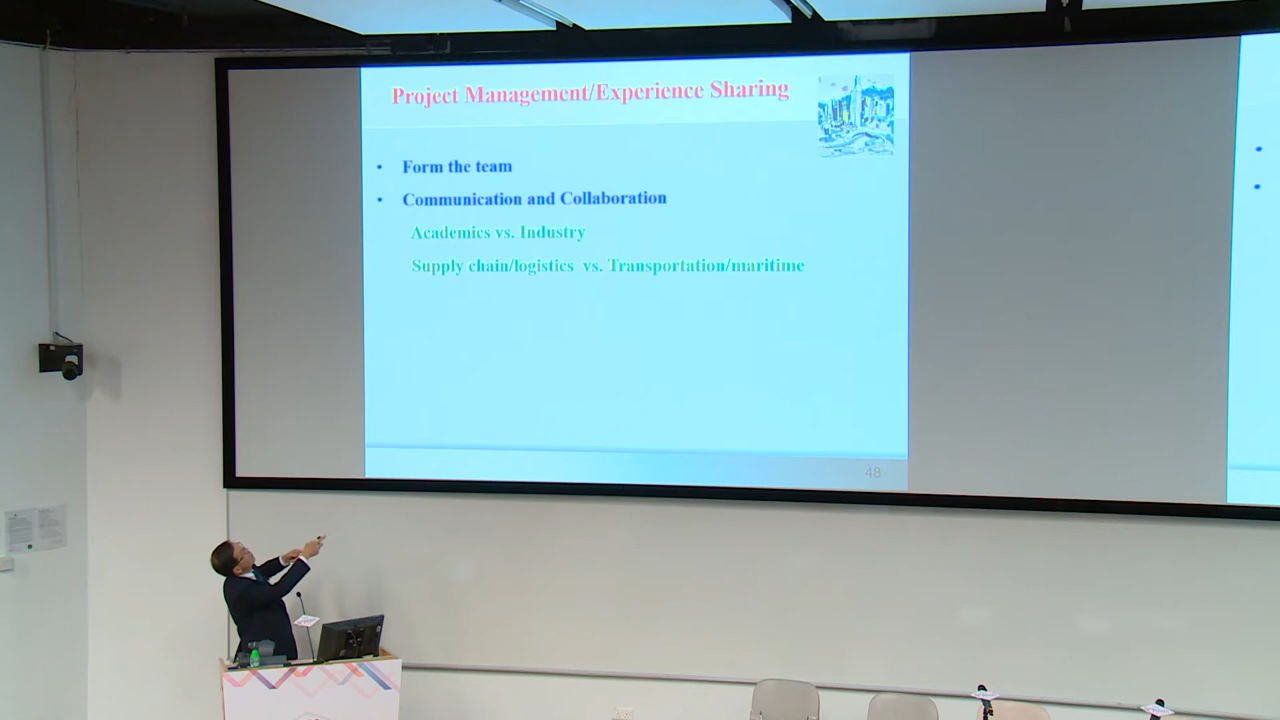 Project Management/Experience Sharing
• Form the team
• Communication and Collaboration
Academics vs. Industry
Supply chain/logistics vs. Transportation/maritime
48